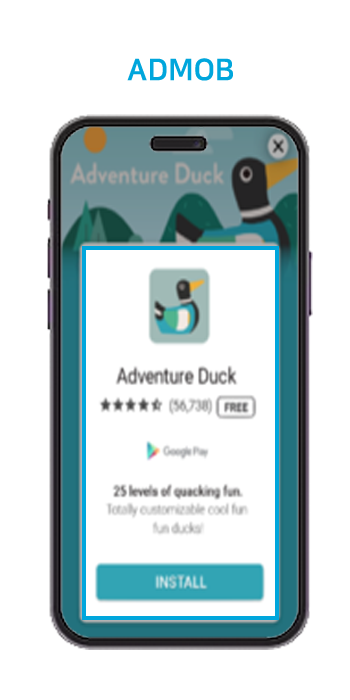 ADMOB
Adventure Duck
Adventure Duck
(56,738) FREE
Google Play
25 levels of quacking fun.
Totally customizable cool fun
fun ducks!
INSTALL